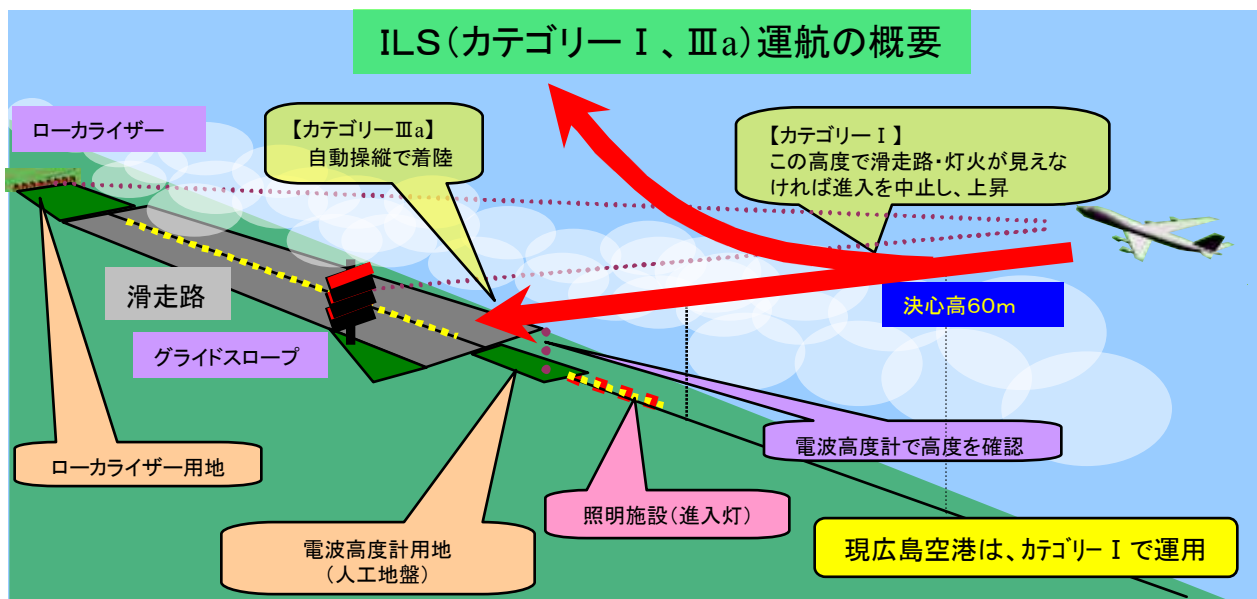 ILS(カテゴリーⅠ、Ⅲa)運航の概要
ローカライザー
【カテゴリーⅢa】
自動操縦で着陸
【カテゴリーⅠ】
この高度で滑走路・灯火が見えな
ければ進入を中止し、上昇
滑走路
決心高60m
グライドスロープ
ローカライザー用地
電波高度計で高度を確認
照明施設(進入灯)
電波高度計用地
(人工地盤)
現広島空港は、カテゴリーⅠで運用